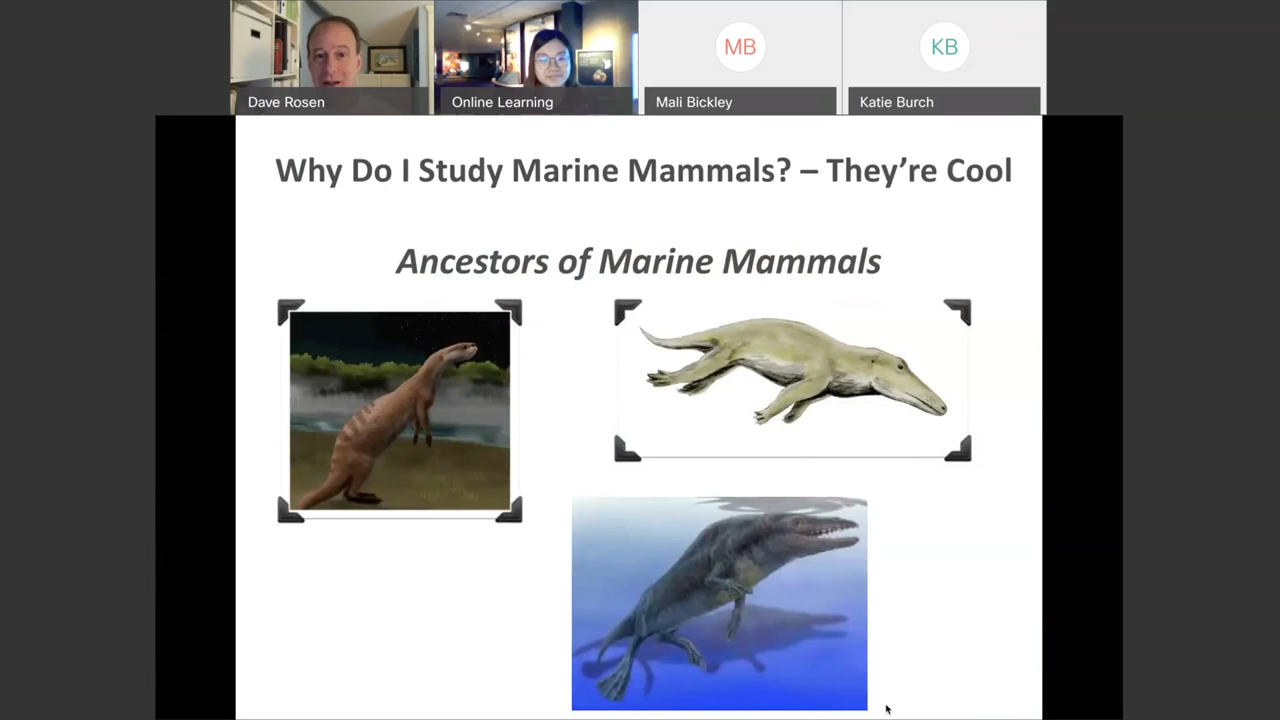 MB
KB
Dave Rosen
Online Learning
Mali Bickley
Katie Burch
Why Do I Study Marine Mammals? – They’re Cool
Ancestors of Marine Mammals